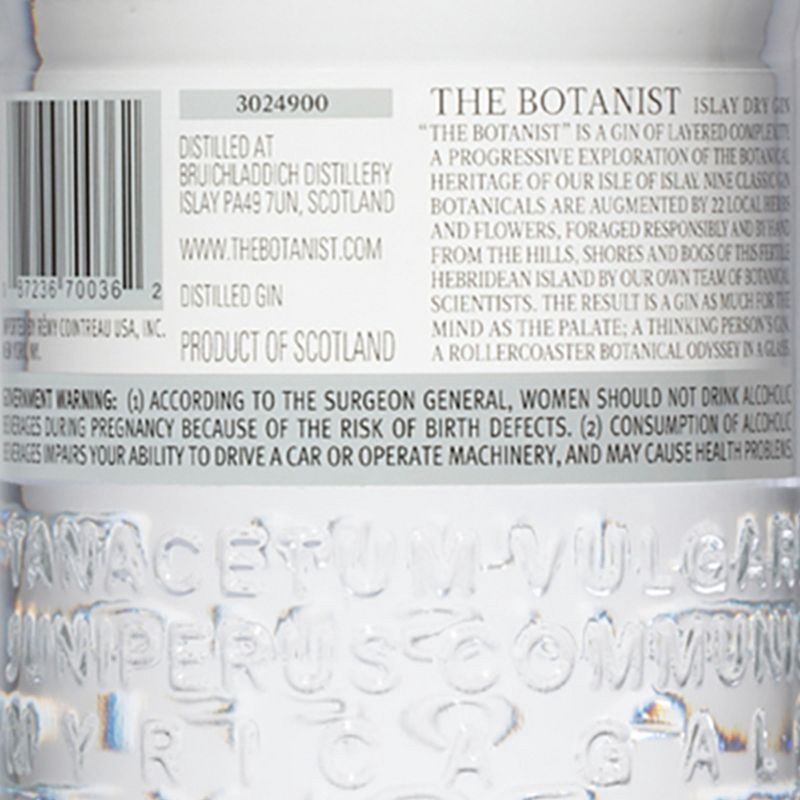 3024900
DISTILLED AT
BRUICHLADDICH DISTILLERY
ISLAY PA49 7UN, SCOTLAND
WWW.THEBOTANIST.COM
DISTILLED GIN
PRODUCT OF SCOTLAND
87236 70036 2
IMPORTED BY RÉMY COINTREAU USA, INC.
NEW YORK, NY.
THE BOTANIST ISLAY DRY GIN
"THE BOTANIST" IS A GIN OF LAYERED COMPLEXITY.
A PROGRESSIVE EXPLORATION OF THE BOTANICAL
HERITAGE OF OUR ISLE OF ISLAY. NINE CLASSIC GIN
BOTANICALS ARE AUGMENTED BY 22 LOCAL HERBS
AND FLOWERS, FORAGED RESPONSIBLY AND BY HAND
FROM THE HILLS, SHORES AND BOGS OF THIS FERTILE
HEBRIDEAN ISLAND BY OUR OWN TEAM OF BOTANICAL
SCIENTISTS. THE RESULT IS A GIN AS MUCH FOR THE
MIND AS THE PALATE; A THINKING PERSON'S GIN.
A ROLLERCOASTER BOTANICAL ODYSSEY IN A GLASS.
GOVERNMENT WARNING: (1) ACCORDING TO THE SURGEON GENERAL, WOMEN SHOULD NOT DRINK ALCOHOLIC
BEVERAGES DURING PREGNANCY BECAUSE OF THE RISK OF BIRTH DEFECTS. (2) CONSUMPTION OF ALCOHOLIC
BEVERAGES IMPAIRS YOUR ABILITY TO DRIVE A CAR OR OPERATE MACHINERY, AND MAY CAUSE HEALTH PROBLEMS.
TANACETUM VULGAR
JUNIPERUS COMMUNI
MYRICA GAL